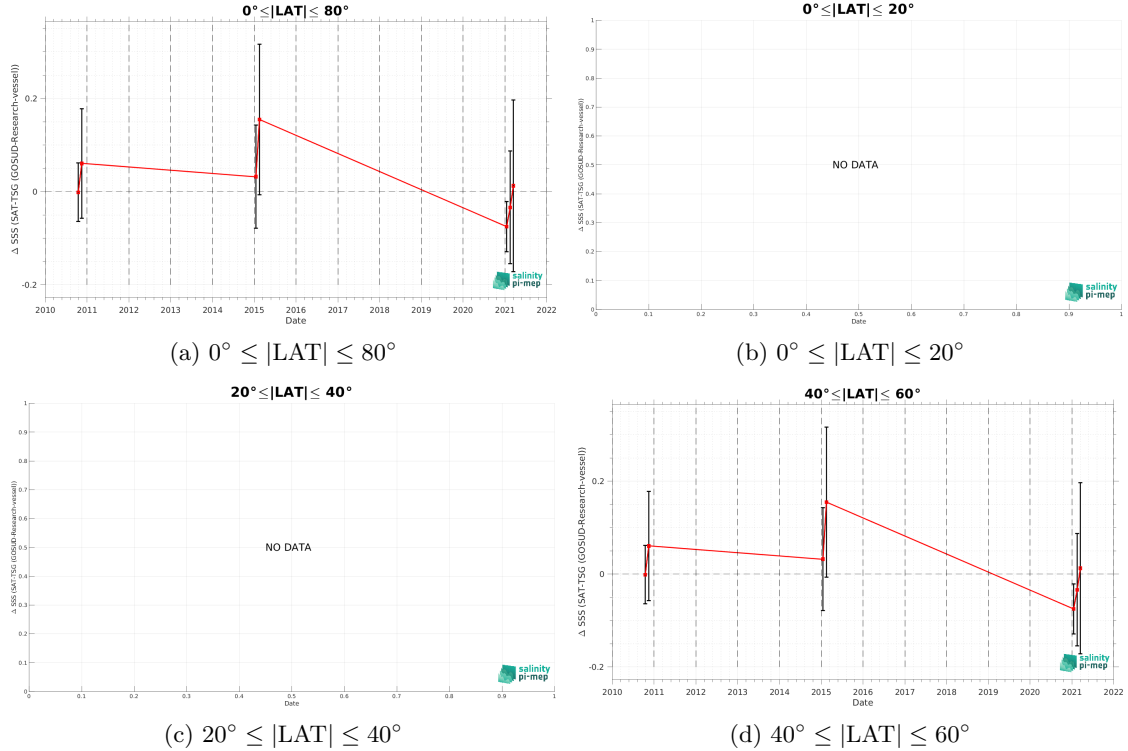 0°≤|LAT|≤ 80°
Δ SSS (SAT-TSG (GOSUD-Research-vessel))
0.2
0
-0.2
2010 2011 2012 2013 2014 2015 2016 2017 2018 2019 2020 2021 2022
Date
salinity
pi-mep
(a) 0° ≤ |LAT| ≤ 80°
0°≤|LAT|≤ 20°
Δ SSS (SAT-TSG (GOSUD-Research-vessel))
1
0.9
0.8
0.7
0.6
0.5
0.4
0.3
0.2
0.1
0
NO DATA
0 0.1 0.2 0.3 0.4 0.5 0.6 0.7 0.8 0.9 1
Date
salinity
pi-mep
(b) 0° ≤ |LAT| ≤ 20°
20°≤|LAT|≤ 40°
Δ SSS (SAT-TSG (GOSUD-Research-vessel))
1
0.9
0.8
0.7
0.6
0.5
0.4
0.3
0.2
0.1
0
NO DATA
0 0.1 0.2 0.3 0.4 0.5 0.6 0.7 0.8 0.9 1
Date
salinity
pi-mep
(c) 20° ≤ |LAT| ≤ 40°
40°≤|LAT|≤ 60°
Δ SSS (SAT-TSG (GOSUD-Research-vessel))
0.2
0
-0.2
2010 2011 2012 2013 2014 2015 2016 2017 2018 2019 2020 2021 2022
Date
salinity
pi-mep
(d) 40° ≤ |LAT| ≤ 60°